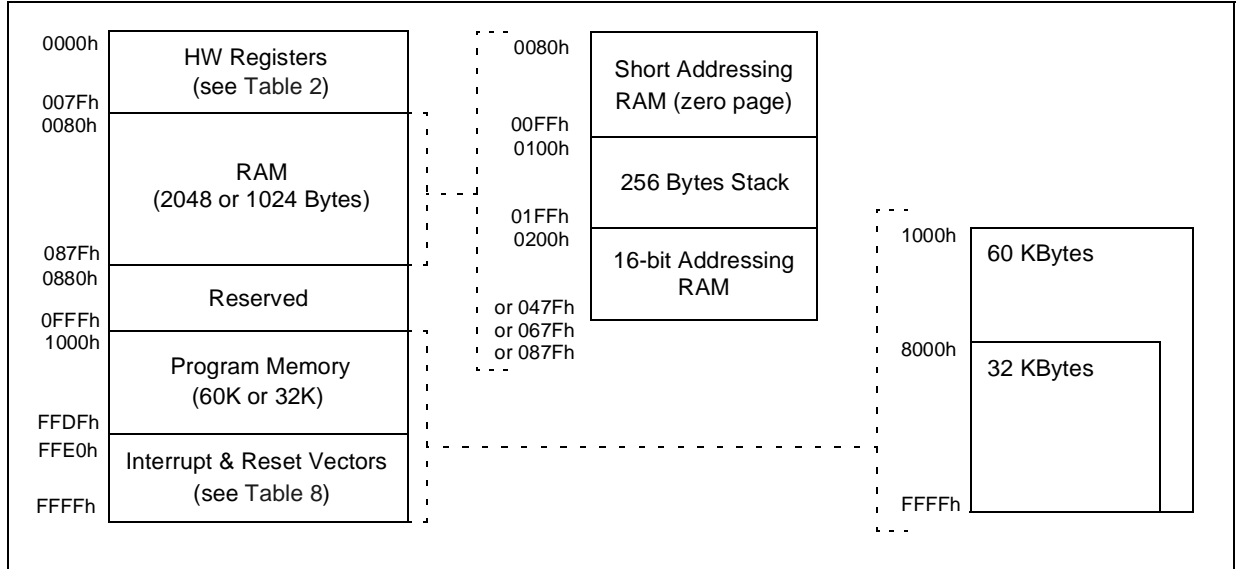 0000h
HW Registers
(see Table 2)
007Fh
0080h
RAM
(2048 or 1024 Bytes)
087Fh
0880h
Reserved
0FFFh
1000h
Program Memory
(60K or 32K)
FFDFh
FFE0h
Interrupt & Reset Vectors
(see Table 8)
FFFFh
0080h
Short Addressing
RAM (zero page)
00FFh
0100h
256 Bytes Stack
01FFh
0200h
16-bit Addressing
RAM
or 047Fh
or 067Fh
or 087Fh
1000h
60 KBytes
8000h
32 KBytes
FFFFh